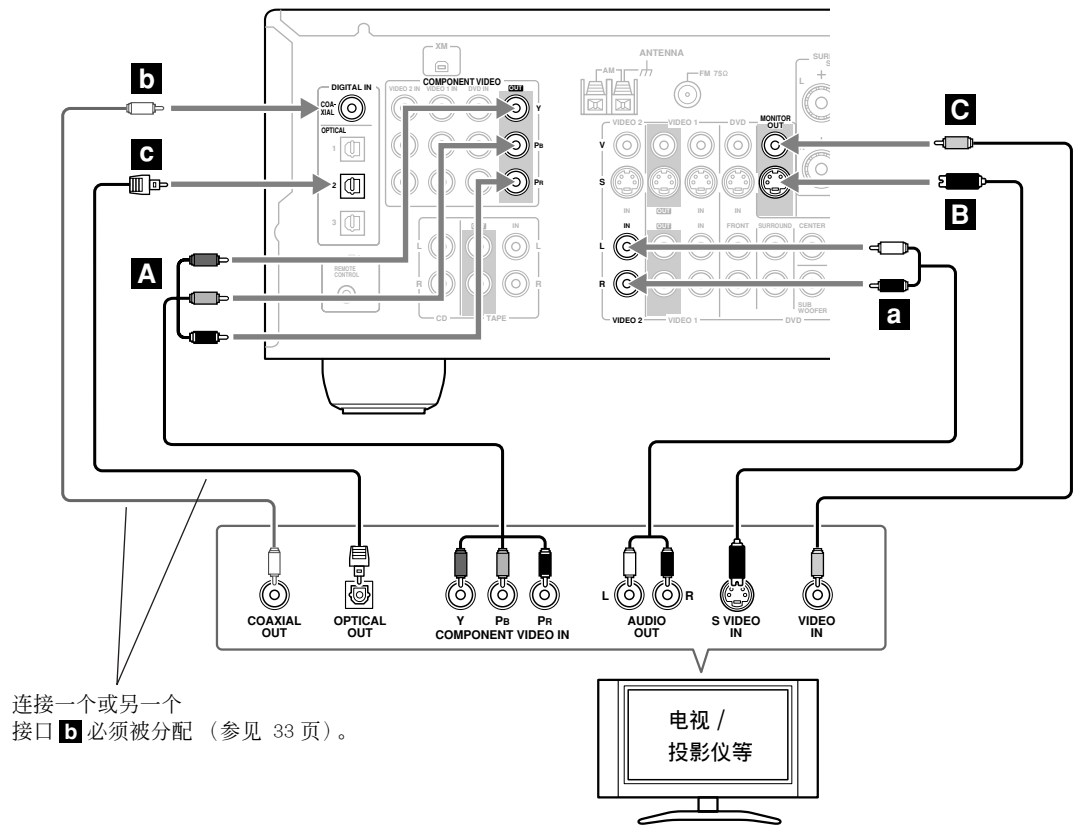 XM
ANTENNA
AM
FM 75Ω
SUR
S
b
DIGITAL IN
COA-
XIAL
OPTICAL
1
2
3
COMPONENT VIDEO
VIDEO 2 IN VIDEO 1 IN DVD IN OUT
Y
PB
PR
c
A
REMOTE
CONTROL
IN
L L
R R
CD TAPE
VIDEO 2 VIDEO 1 DVD MONITOR
OUT
L
V
S
IN OUT IN IN
IN OUT IN FRONT SURROUND CENTER
L
R
SUB
WOOFER
VIDEO 2 VIDEO 1 DVD
C
B
a
COAXIAL
OUT
OPTICAL
OUT
Y PB PR
COMPONENT VIDEO IN
L R
AUDIO
OUT
S VIDEO
IN
VIDEO
IN
连接一个或另一个
接口 b 必须被分配 （参见 33 页）。
电视 /
投影仪等